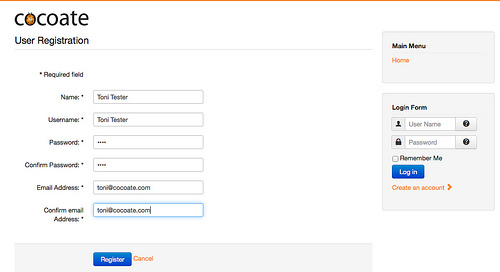 cocoate
User Registration
* Required field
Name: * Toni Tester
Username: * Toni Tester
Password: * ••••
Confirm Password: * ••••
Email Address: * toni@cocoate.com
Confirm email
Address: * toni@cocoate.com
Register Cancel
Main Menu
Home
Login Form
User Name
Password
Remember Me
Log in
Create an account